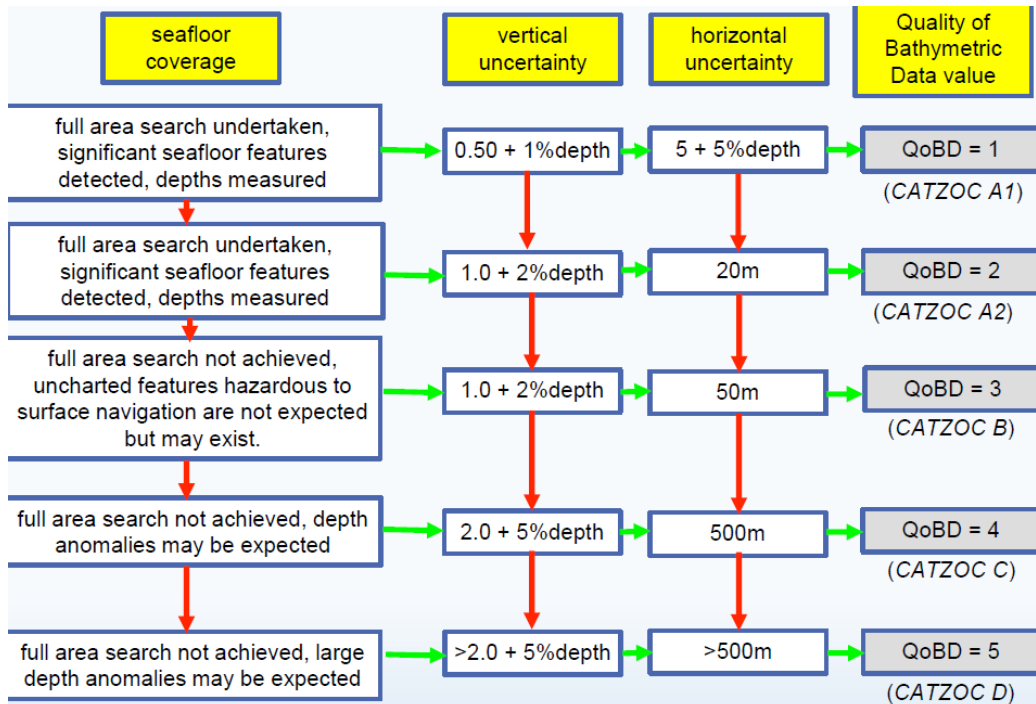 seafloor
coverage
vertical
uncertainty
horizontal
uncertainty
Quality of
Bathymetric
Data value
full area search undertaken,
significant seafloor features
detected, depths measured
0.50 + 1%depth
5 + 5%depth
QoBD = 1
(CATZOC A1)
full area search undertaken,
significant seafloor features
detected, depths measured
1.0 + 2%depth
20m
QoBD = 2
(CATZOC A2)
full area search not achieved,
uncharted features hazardous to
surface navigation are not expected
but may exist.
1.0 + 2%depth
50m
QoBD = 3
(CATZOC B)
full area search not achieved, depth
anomalies may be expected
2.0 + 5%depth
500m
QoBD = 4
(CATZOC C)
full area search not achieved, large
depth anomalies may be expected
>2.0 + 5%depth
>500m
QoBD = 5
(CATZOC D)